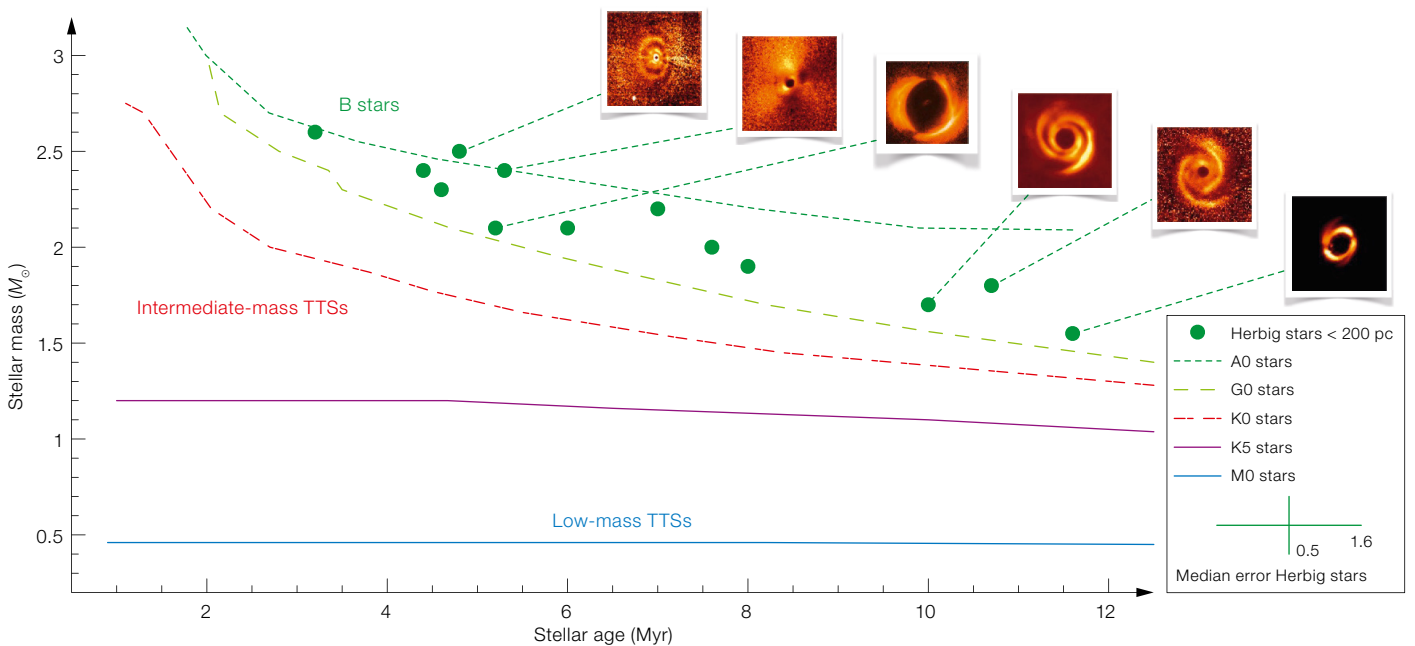 3
2.5
2
1.5
1
0.5
Stellar mass (M☉)
B stars
Intermediate-mass TTSs
Low-mass TTSs
2 4 6 8 10 12
Stellar age (Myr)
Herbig stars < 200 pc
A0 stars
G0 stars
K0 stars
K5 stars
M0 stars
0.5 1.6
Median error Herbig stars